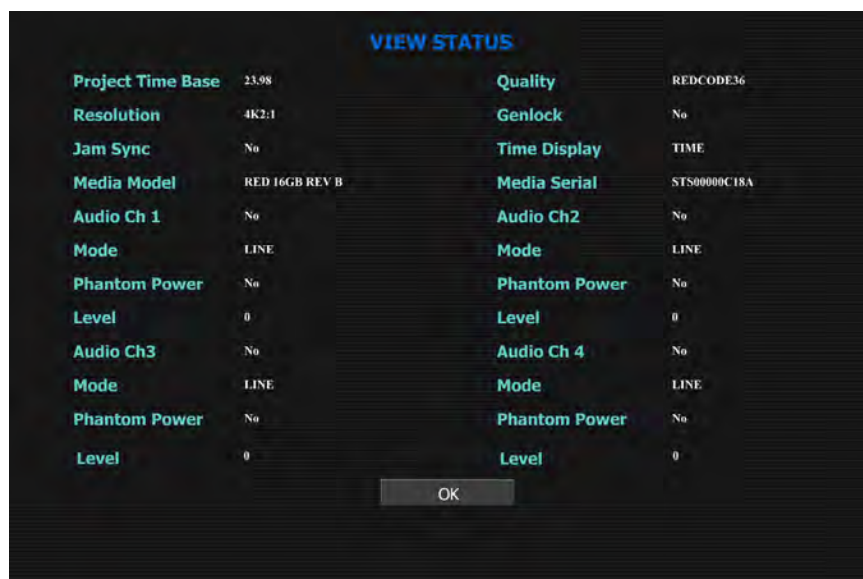 VIEW STATUS
Project Time Base 23.98 Quality REDCODE36
Resolution 4K2:1 Genlock No
Jam Sync No Time Display TIME
Media Model RED 16GB REV B Media Serial STS00000C18A
Audio Ch 1 No Audio Ch2 No
Mode LINE Mode LINE
Phantom Power No Phantom Power No
Level 0 Level 0
Audio Ch3 No Audio Ch 4 No
Mode LINE Mode LINE
Phantom Power No Phantom Power No
Level 0 Level 0
OK